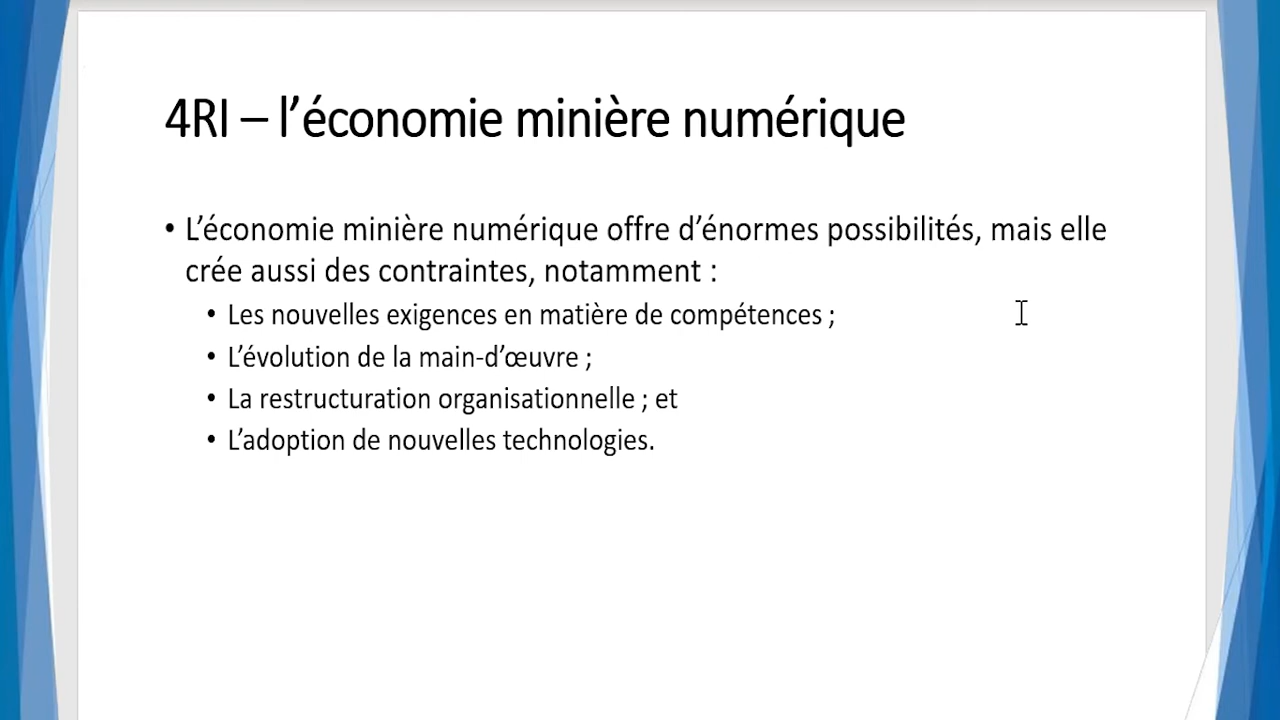 4RI – l’économie minière numérique
• L’économie minière numérique offre d’énormes possibilités, mais elle
crée aussi des contraintes, notamment :
• Les nouvelles exigences en matière de compétences ;
• L’évolution de la main-d’œuvre ;
• La restructuration organisationnelle ; et
• L’adoption de nouvelles technologies.